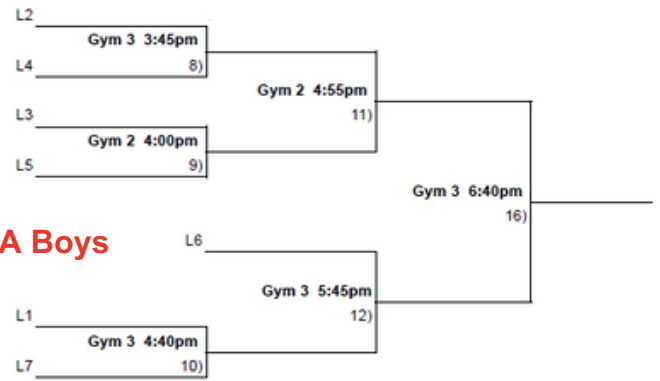 L2
Gym 3 3:45pm
L4
8)
Gym 2 4:55pm
L3
11)
Gym 2 4:00pm
L5
9)
Gym 3 6:40pm
16)
A Boys
L6
Gym 3 5:45pm
L1
12)
Gym 3 4:40pm
L7
10)